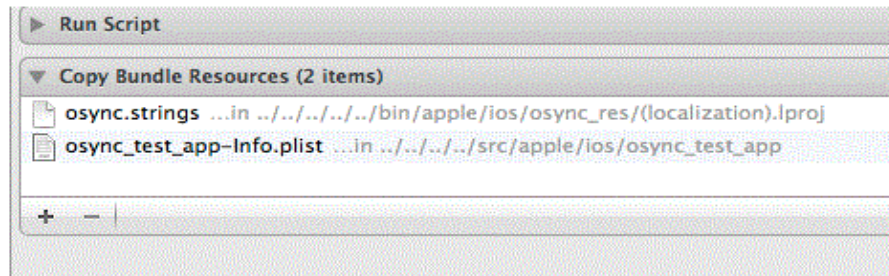 Run Script
Copy Bundle Resources (2 items)
osync.strings ...in ../../../../../bin/apple/ios/osync_res/(localization).lproj
osync_test_app-Info.plist ...in ../../../../src/apple/ios/osync_test_app